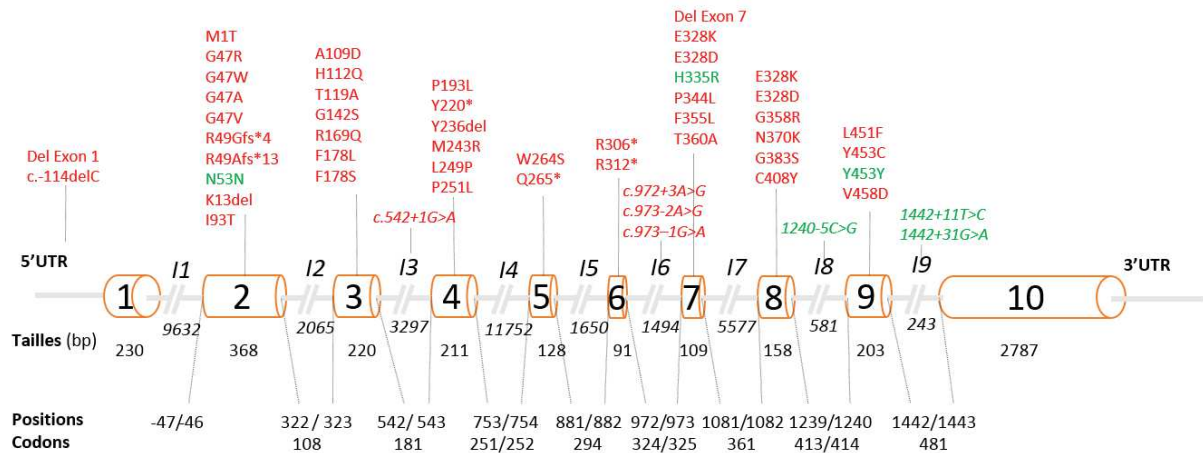 Del Exon 1
c.-114delC
M1T
G47R
G47W
G47A
G47V
R49Gfs*4
R49Afs*13
N53N
K13del
I93T
A109D
H112Q
T119A
G142S
R169Q
F178L
F178S
c.542+1G>A
P193L
Y220*
Y236del
M243R
L249P
P251L
W264S
Q265*
R306*
R312*
c.972+3A>G
c.973-2A>G
c.973–1G>A
Del Exon 7
E328K
E328D
H335R
P344L
F355L
T360A
E328K
E328D
G358R
N370K
G383S
C408Y
1240-5C>G
L451F
Y453C
Y453Y
V458D
1442+11T>C
1442+31G>A
5’UTR I1 I2 I3 I4 I5 I6 I7 I8 I9 3’UTR
1 2 3 4 5 6 7 8 9 10
9632 2065 3297 11752 1650 1494 5577 581 243
Tailles (bp) 230 368 220 211 128 91 109 158 203 2787
Positions -47/-46 322/ 323 542/ 543 753/754 881/882 972/973 1081/1082 1239/1240 1442/1443
Codons 108 181 251/252 294 324/325 361 413/414 481